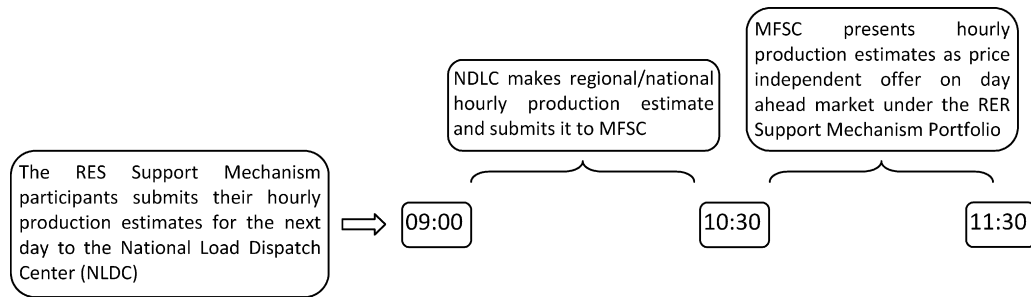 The RES Support Mechanism
participants submits their hourly
production estimates for the next
day to the National Load Dispatch
Center (NLDC)
09:00
NDLC makes regional/national
hourly production estimate
and submits it to MFSC
10:30
MFSC presents hourly
production estimates as price
independent offer on day
ahead market under the RER
Support Mechanism Portfolio
11:30